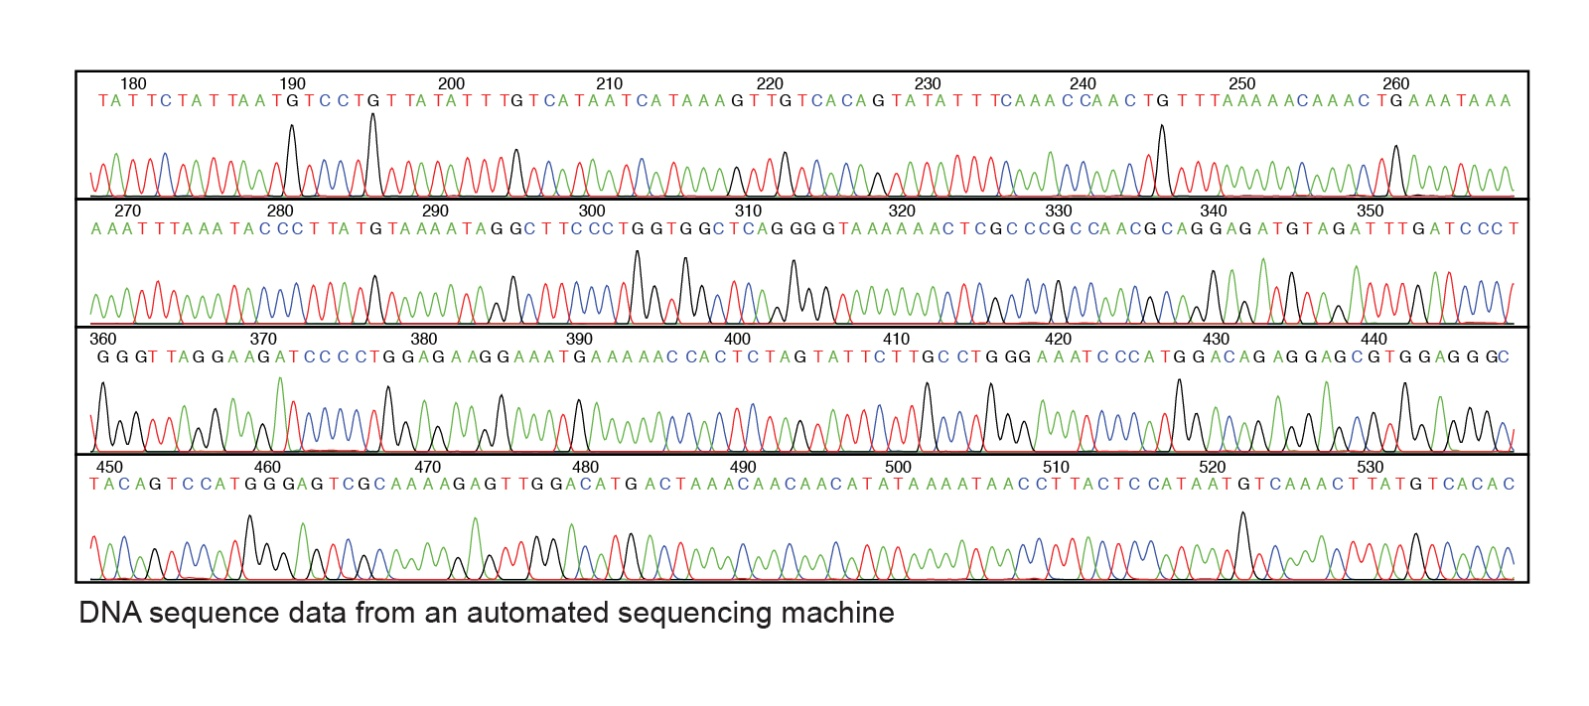 180 190 200 210 220 230 240 250 260
TATTCTATTAATGTCCTGTTATATTTGTCATAATCATAAAGTTGTCACAGTATATTTCAAACCAACTGTTTAAAAACAAACTGAAATAAA
270 280 290 300 310 320 330 340 350
AAATTTAAATACCCTTATGTAAAATAGGCTTCCCTGGTGGCTCAGGGGTAAAAAACTCGCCCGCCAACGCAGGAGATGTAGATTTGATCCCT
360 370 380 390 400 410 420 430 440
GGGTTAGGAAGATCCCCTGGAGAAGGAAATGAAAAACCACTCTAGTATTCTTGCCTGGGAAATCCCATGGACAGAGGAGCGTGGAGGGC
450 460 470 480 490 500 510 520 530
TACAGTCCATGGGAGTCGCAAAAGAGTTGGACATGACTAAACAACAACATATAAAATAACCTTACTCCATAATGTCAAACTTATGTCACAC
DNA sequence data from an automated sequencing machine